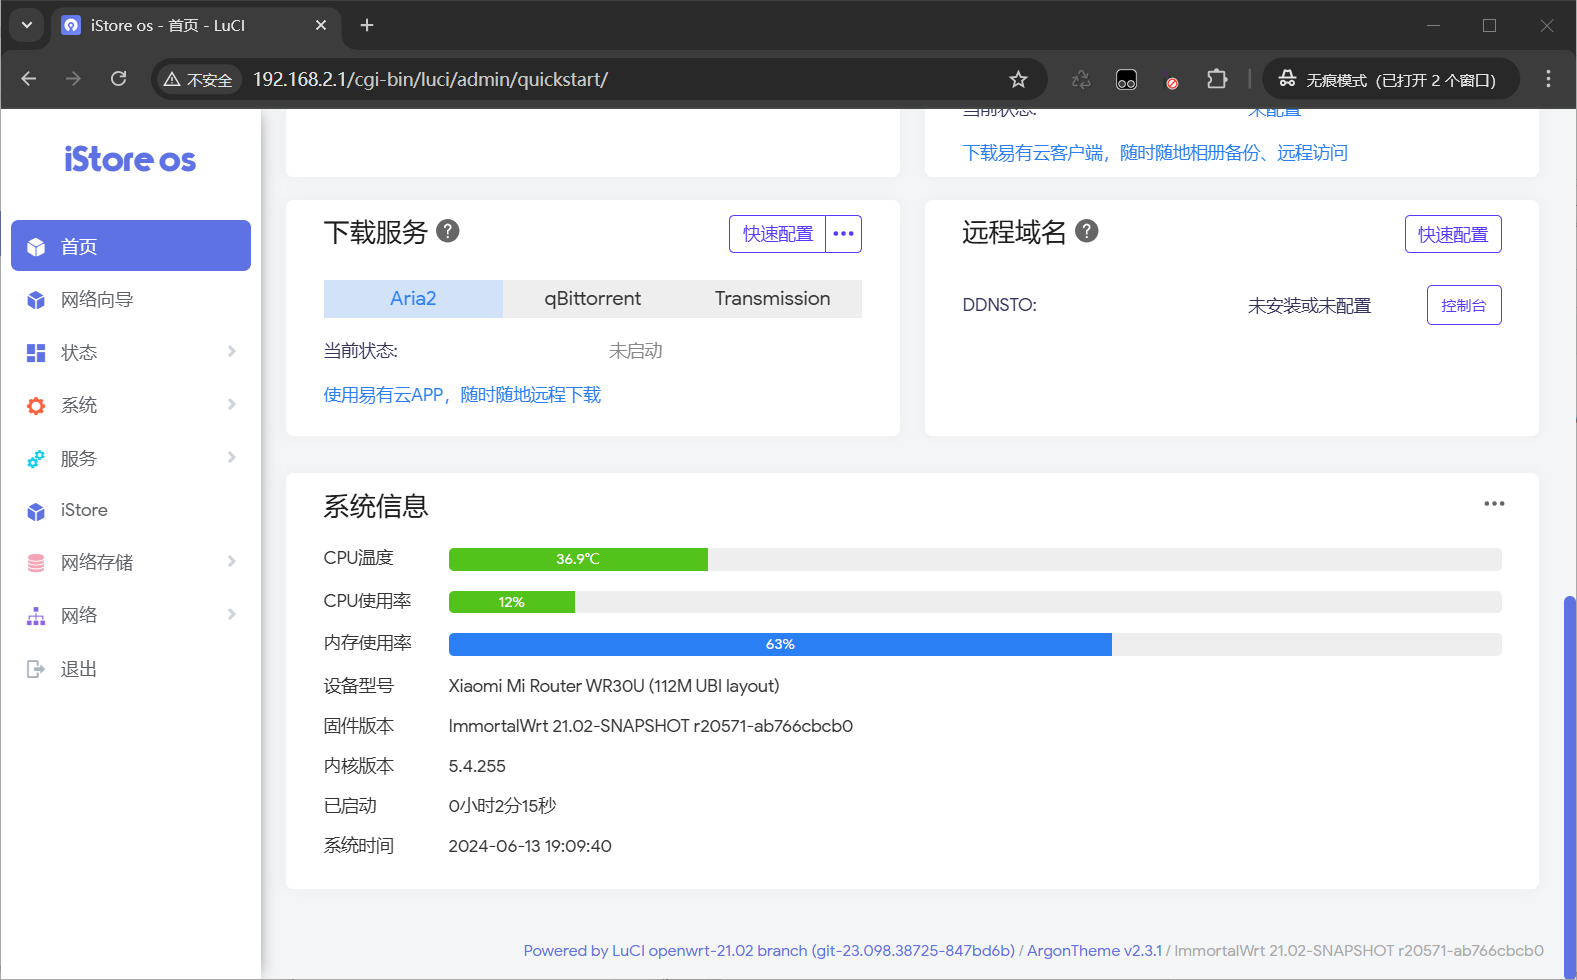 iStore os - 首页 - LuCI
不安全 192.168.2.1/cgi-bin/luci/admin/quickstart/ 无痕模式（已打开 2 个窗口）
iStore os
首页
网络向导
状态
系统
服务
iStore
网络存储
网络
退出
当前状态: 未配置
下载易有云客户端，随时随地相册备份、远程访问
下载服务 ? 快速配置 •••
Aria2 qBittorrent Transmission
当前状态: 未启动
使用易有云APP，随时随地远程下载
远程域名 ? 快速配置
DDNSTO: 未安装或未配置 控制台
系统信息
CPU温度 36.9℃
CPU使用率 12%
内存使用率 63%
设备型号 Xiaomi Mi Router WR30U (112M UBI layout)
固件版本 ImmortalWrt 21.02-SNAPSHOT r20571-ab766cbcb0
内核版本 5.4.255
已启动 0小时2分15秒
系统时间 2024-06-13 19:09:40
Powered by LuCI openwrt-21.02 branch (git-23.098.38725-847bd6b) / ArgonTheme v2.3.1 / ImmortalWrt 21.02-SNAPSHOT r20571-ab766cbcb0